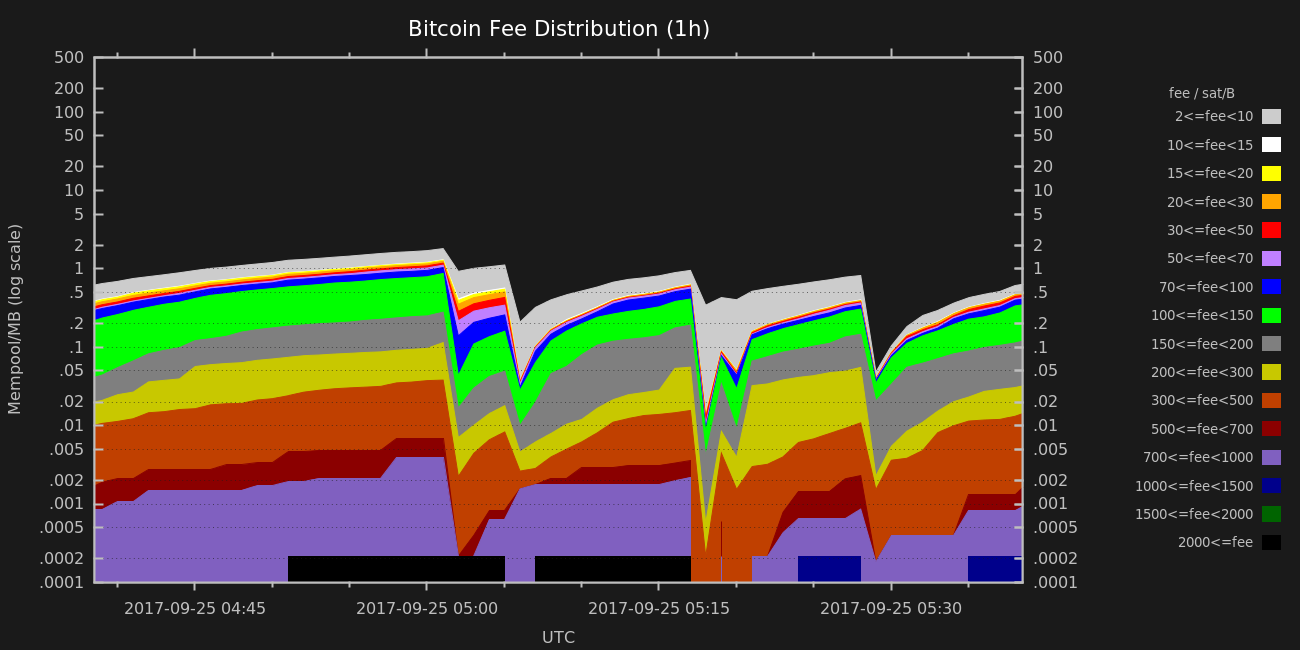 Bitcoin Fee Distribution (1h)
Mempool/MB (log scale)
500
200
100
50
20
10
5
2
1
.5
.2
.1
.05
.02
.01
.005
.002
.001
.0005
.0002
.0001
500
200
100
50
20
10
5
2
1
.5
.2
.1
.05
.02
.01
.005
.002
.001
.0005
.0002
.0001
2017-09-25 04:45
2017-09-25 05:00
2017-09-25 05:15
2017-09-25 05:30
UTC
fee / sat/B
2<=fee<10
10<=fee<15
15<=fee<20
20<=fee<30
30<=fee<50
50<=fee<70
70<=fee<100
100<=fee<150
150<=fee<200
200<=fee<300
300<=fee<500
500<=fee<700
700<=fee<1000
1000<=fee<1500
1500<=fee<2000
2000<=fee